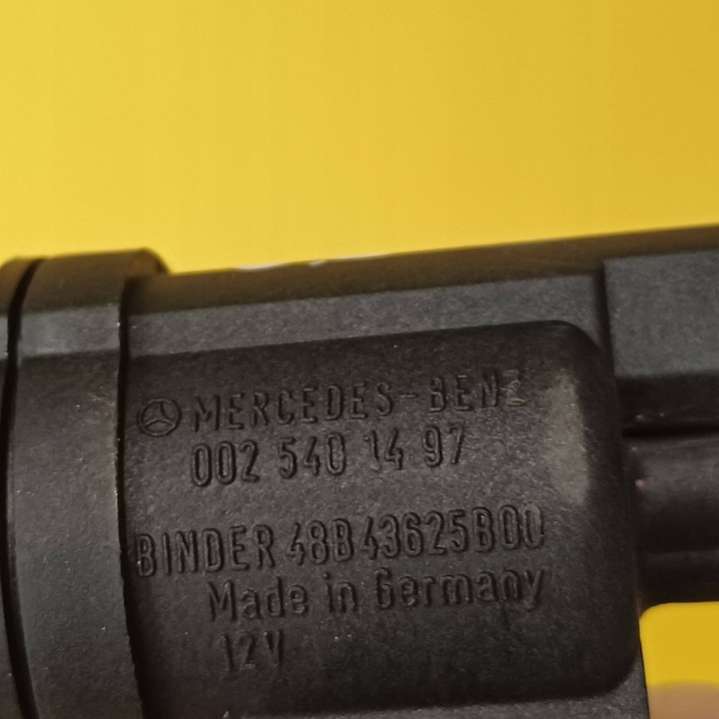 MERCEDES-BENZ
002 540 14 97
BINDER 48B43625B00
Made in Germany
12V